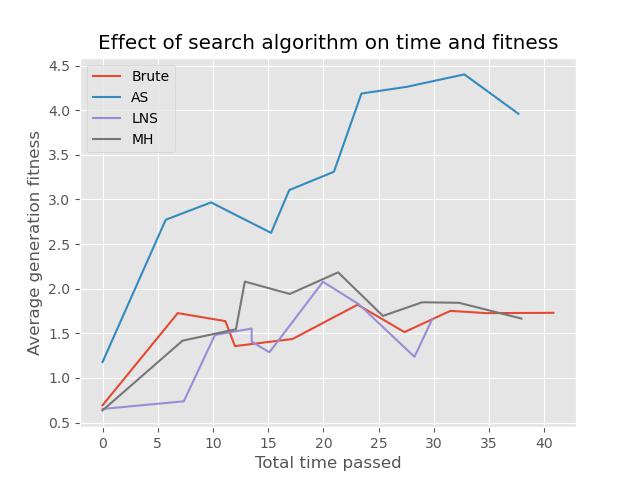 Effect of search algorithm on time and fitness
Brute
AS
LNS
MH
Average generation fitness
4.5
4.0
3.5
3.0
2.5
2.0
1.5
1.0
0.5
0 5 10 15 20 25 30 35 40
Total time passed